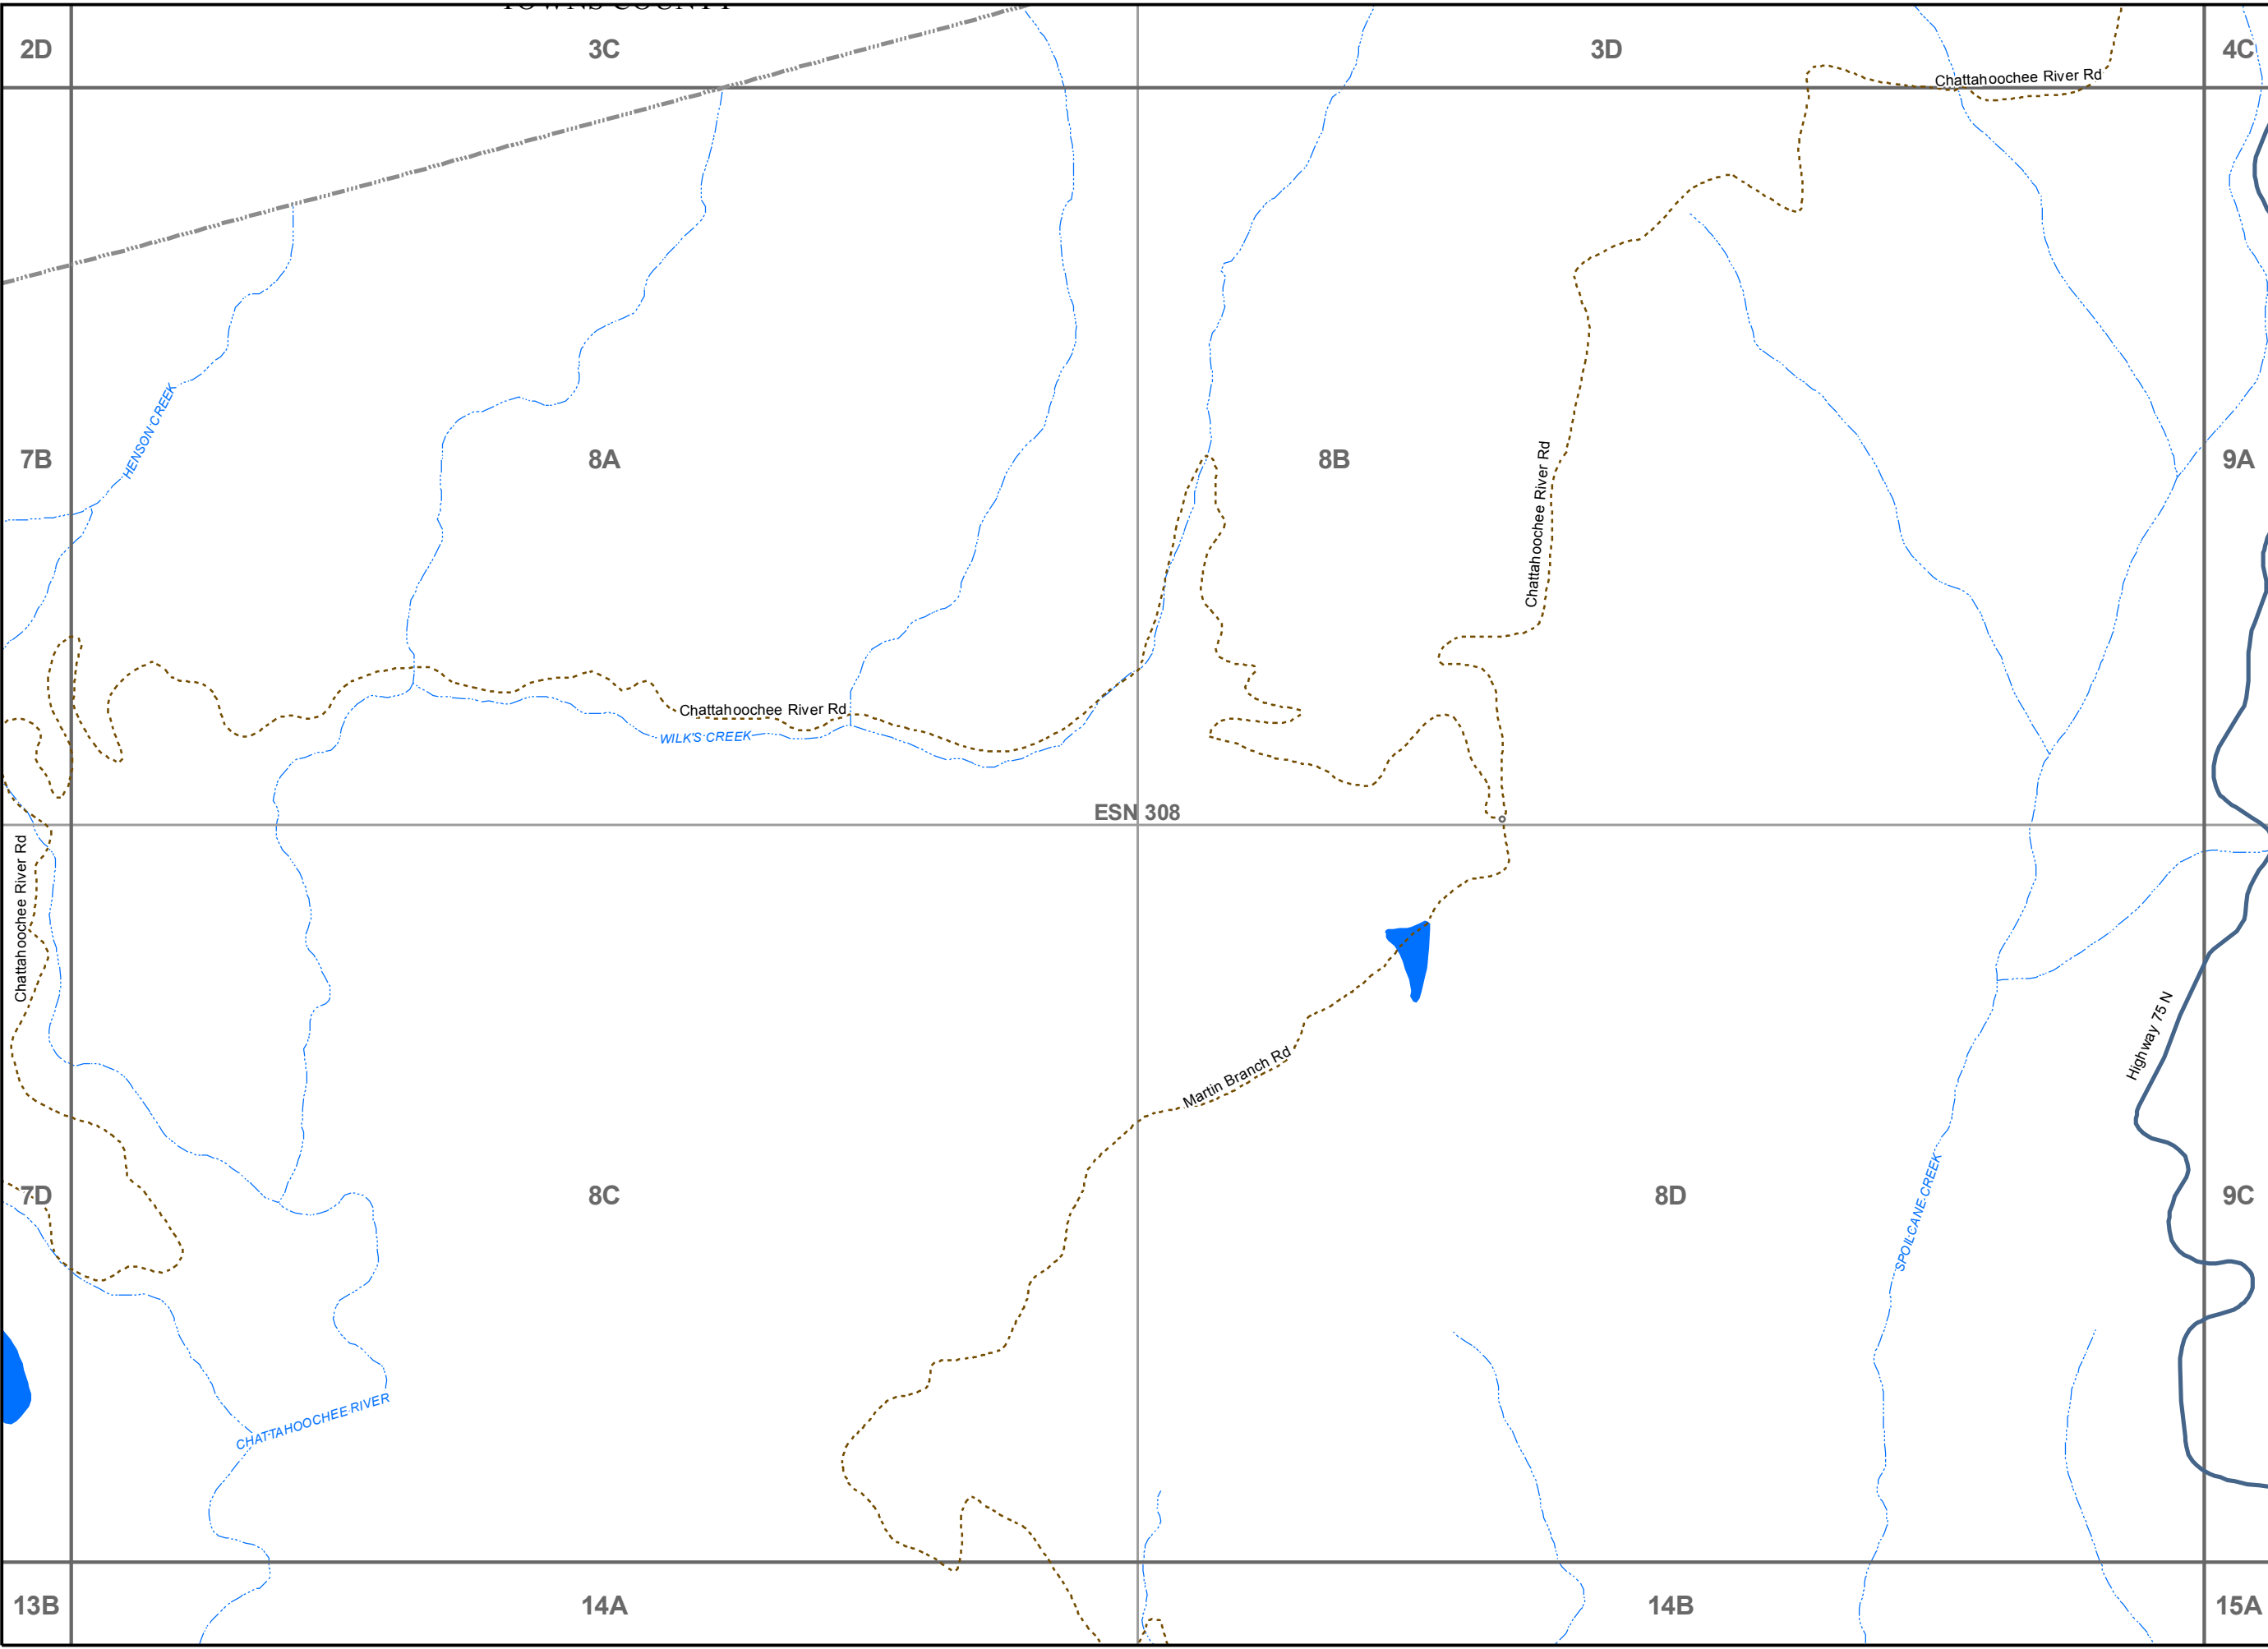 TOWNS COUNTY
2D
3C
3D
4C
Chattahoochee River Rd
HENSON CREEK
7B
8A
8B
9A
Chattahoochee River Rd
Chattahoochee River Rd
WILK'S CREEK
ESN 308
Chattahoochee River Rd
Highway 75 N
Martin Branch Rd
7D
8C
8D
9C
SPOILCANE CREEK
CHATTAHOOCHEE RIVER
13B
14A
14B
15A